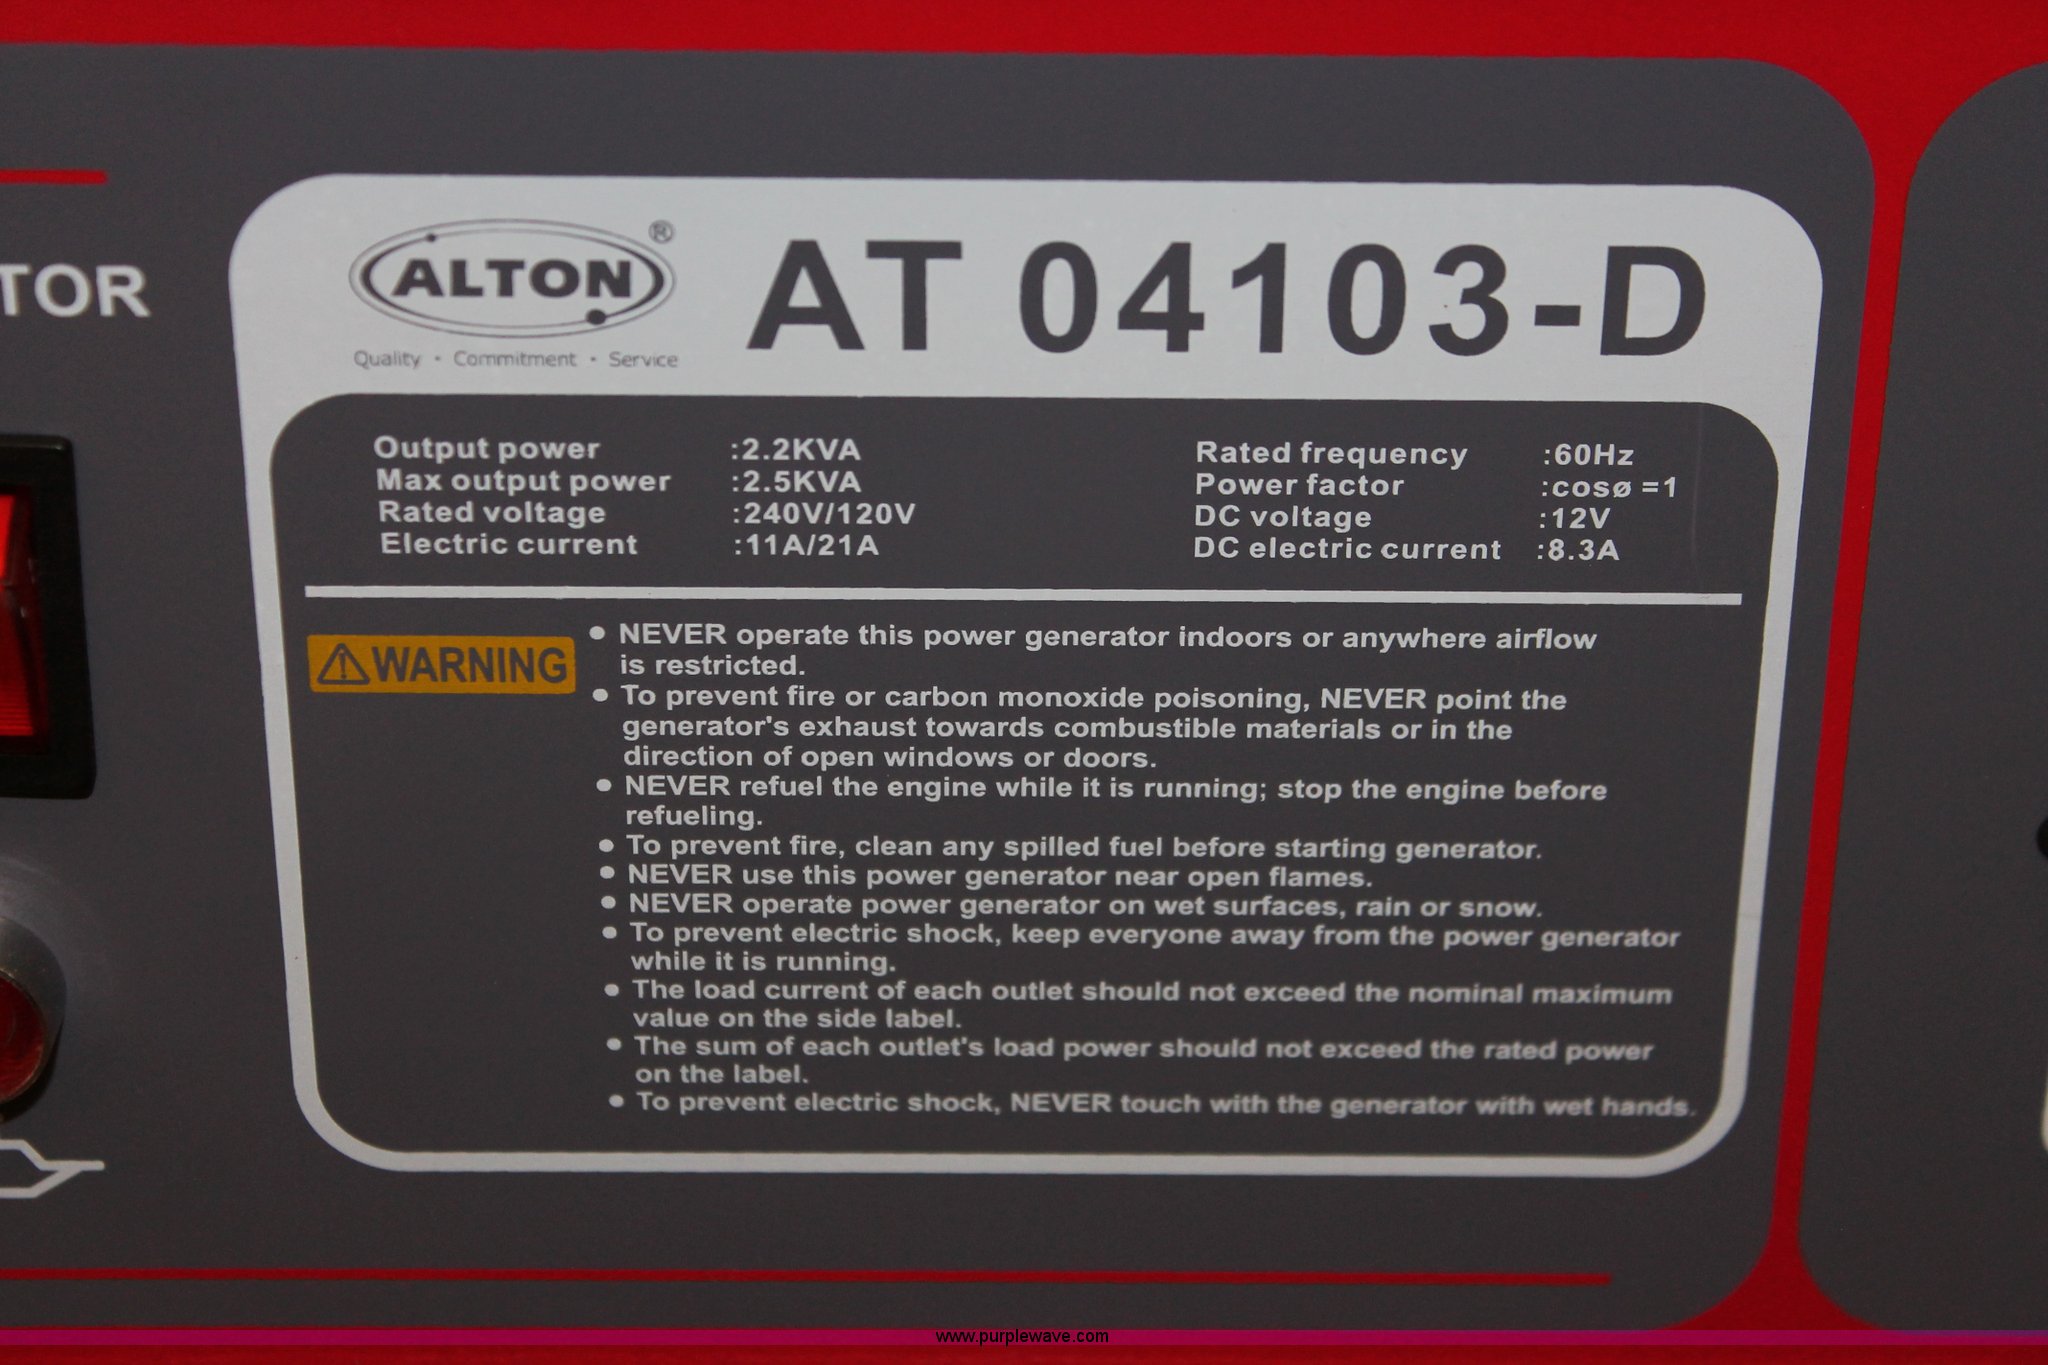 TOR
ALTON®
Quality · Commitment · Service
AT 04103-D
Output power :2.2KVA
Max output power :2.5KVA
Rated voltage :240V/120V
Electric current :11A/21A
Rated frequency :60Hz
Power factor :cosø =1
DC voltage :12V
DC electric current :8.3A
WARNING
• NEVER operate this power generator indoors or anywhere airflow
is restricted.
• To prevent fire or carbon monoxide poisoning, NEVER point the
generator's exhaust towards combustible materials or in the
direction of open windows or doors.
• NEVER refuel the engine while it is running; stop the engine before
refueling.
• To prevent fire, clean any spilled fuel before starting generator.
• NEVER use this power generator near open flames.
• NEVER operate power generator on wet surfaces, rain or snow.
• To prevent electric shock, keep everyone away from the power generator
while it is running.
• The load current of each outlet should not exceed the nominal maximum
value on the side label.
• The sum of each outlet's load power should not exceed the rated power
on the label.
• To prevent electric shock, NEVER touch with the generator with wet hands.
www.purplewave.com